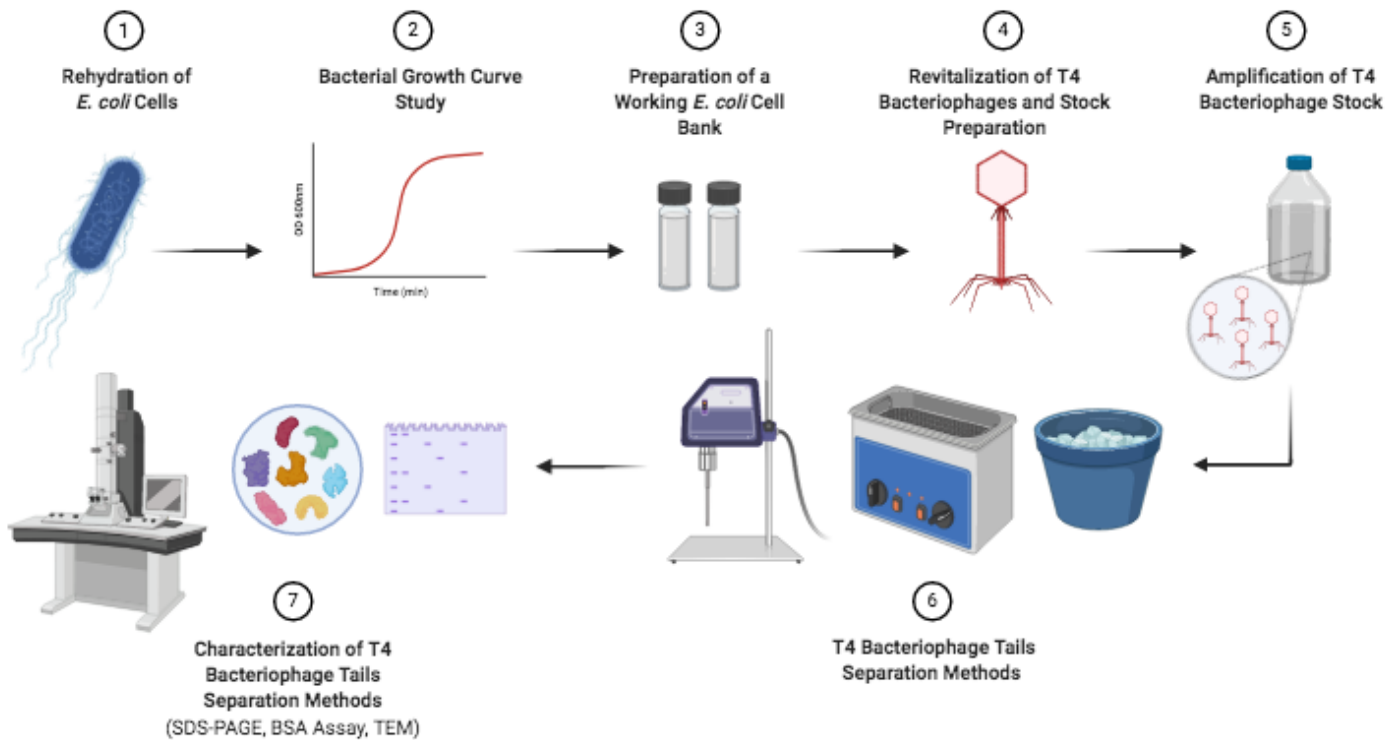 1
Rehydration of
E. coli Cells
2
Bacterial Growth Curve
Study
OD 600nm
Time (min)
3
Preparation of a
Working E. coli Cell
Bank
4
Revitalization of T4
Bacteriophages and Stock
Preparation
5
Amplification of T4
Bacteriophage Stock
6
T4 Bacteriophage Tails
Separation Methods
7
Characterization of T4
Bacteriophage Tails
Separation Methods
(SDS-PAGE, BSA Assay, TEM)